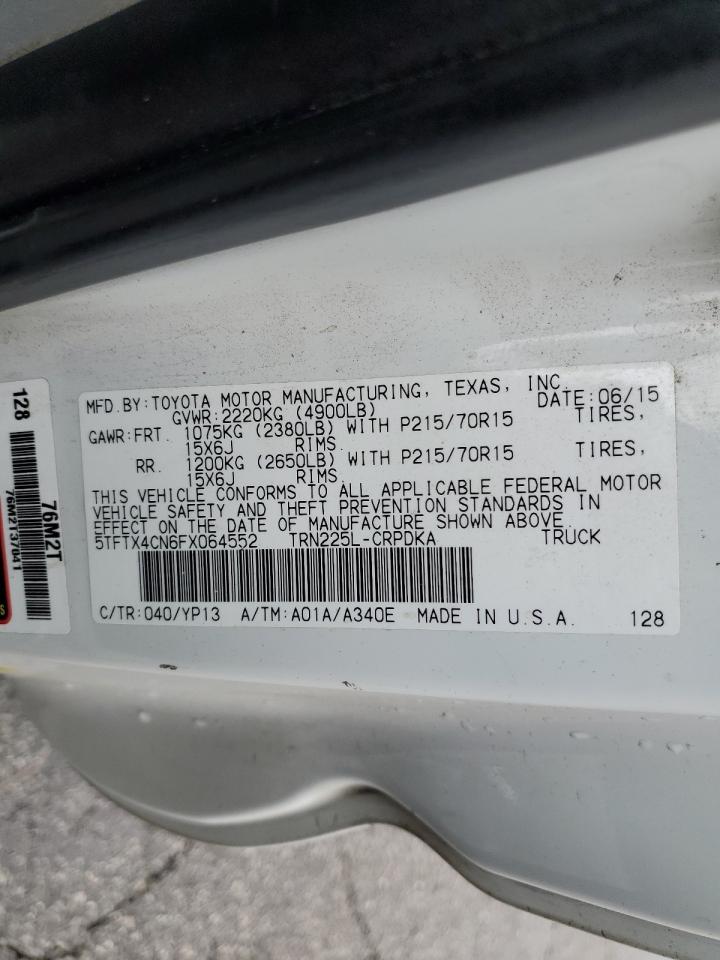 MFD.BY:TOYOTA MOTOR MANUFACTURING, TEXAS, INC. DATE:06/15
GVWR:2220KG (4900LB)
GAWR:FRT. 1075KG (2380LB) WITH P215/70R15 TIRES,
15X6J RIMS.
RR. 1200KG (2650LB) WITH P215/70R15 TIRES,
15X6J RIMS.
THIS VEHICLE CONFORMS TO ALL APPLICABLE FEDERAL MOTOR
VEHICLE SAFETY AND THEFT PREVENTION STANDARDS IN
EFFECT ON THE DATE OF MANUFACTURE SHOWN ABOVE.
5TFTX4CN6FX064552 TRN225L-CRPDKA TRUCK
C/TR:040/YP13 A/TM:A01A/A340E MADE IN U.S.A. 128
128
76M2T
76M2T37041
S